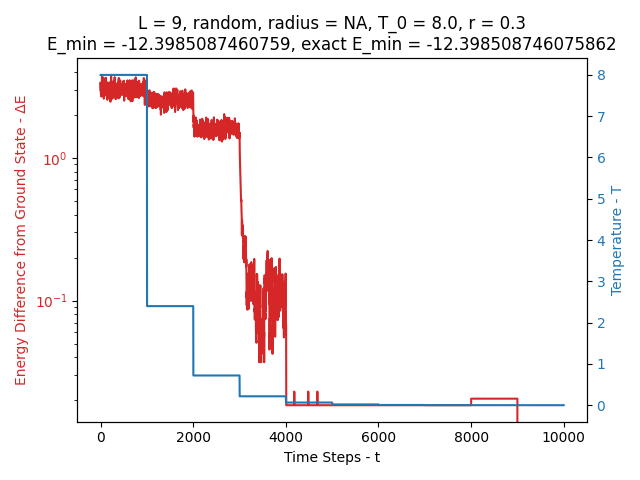 L = 9, random, radius = NA, T_0 = 8.0, r = 0.3
E_min = -12.3985087460759, exact E_min = -12.398508746075862
Energy Difference from Ground State - ΔE
10^0
10^{-1}
8
7
6
5
4
3
2
1
0
Temperature - T
0 2000 4000 6000 8000 10000
Time Steps - t